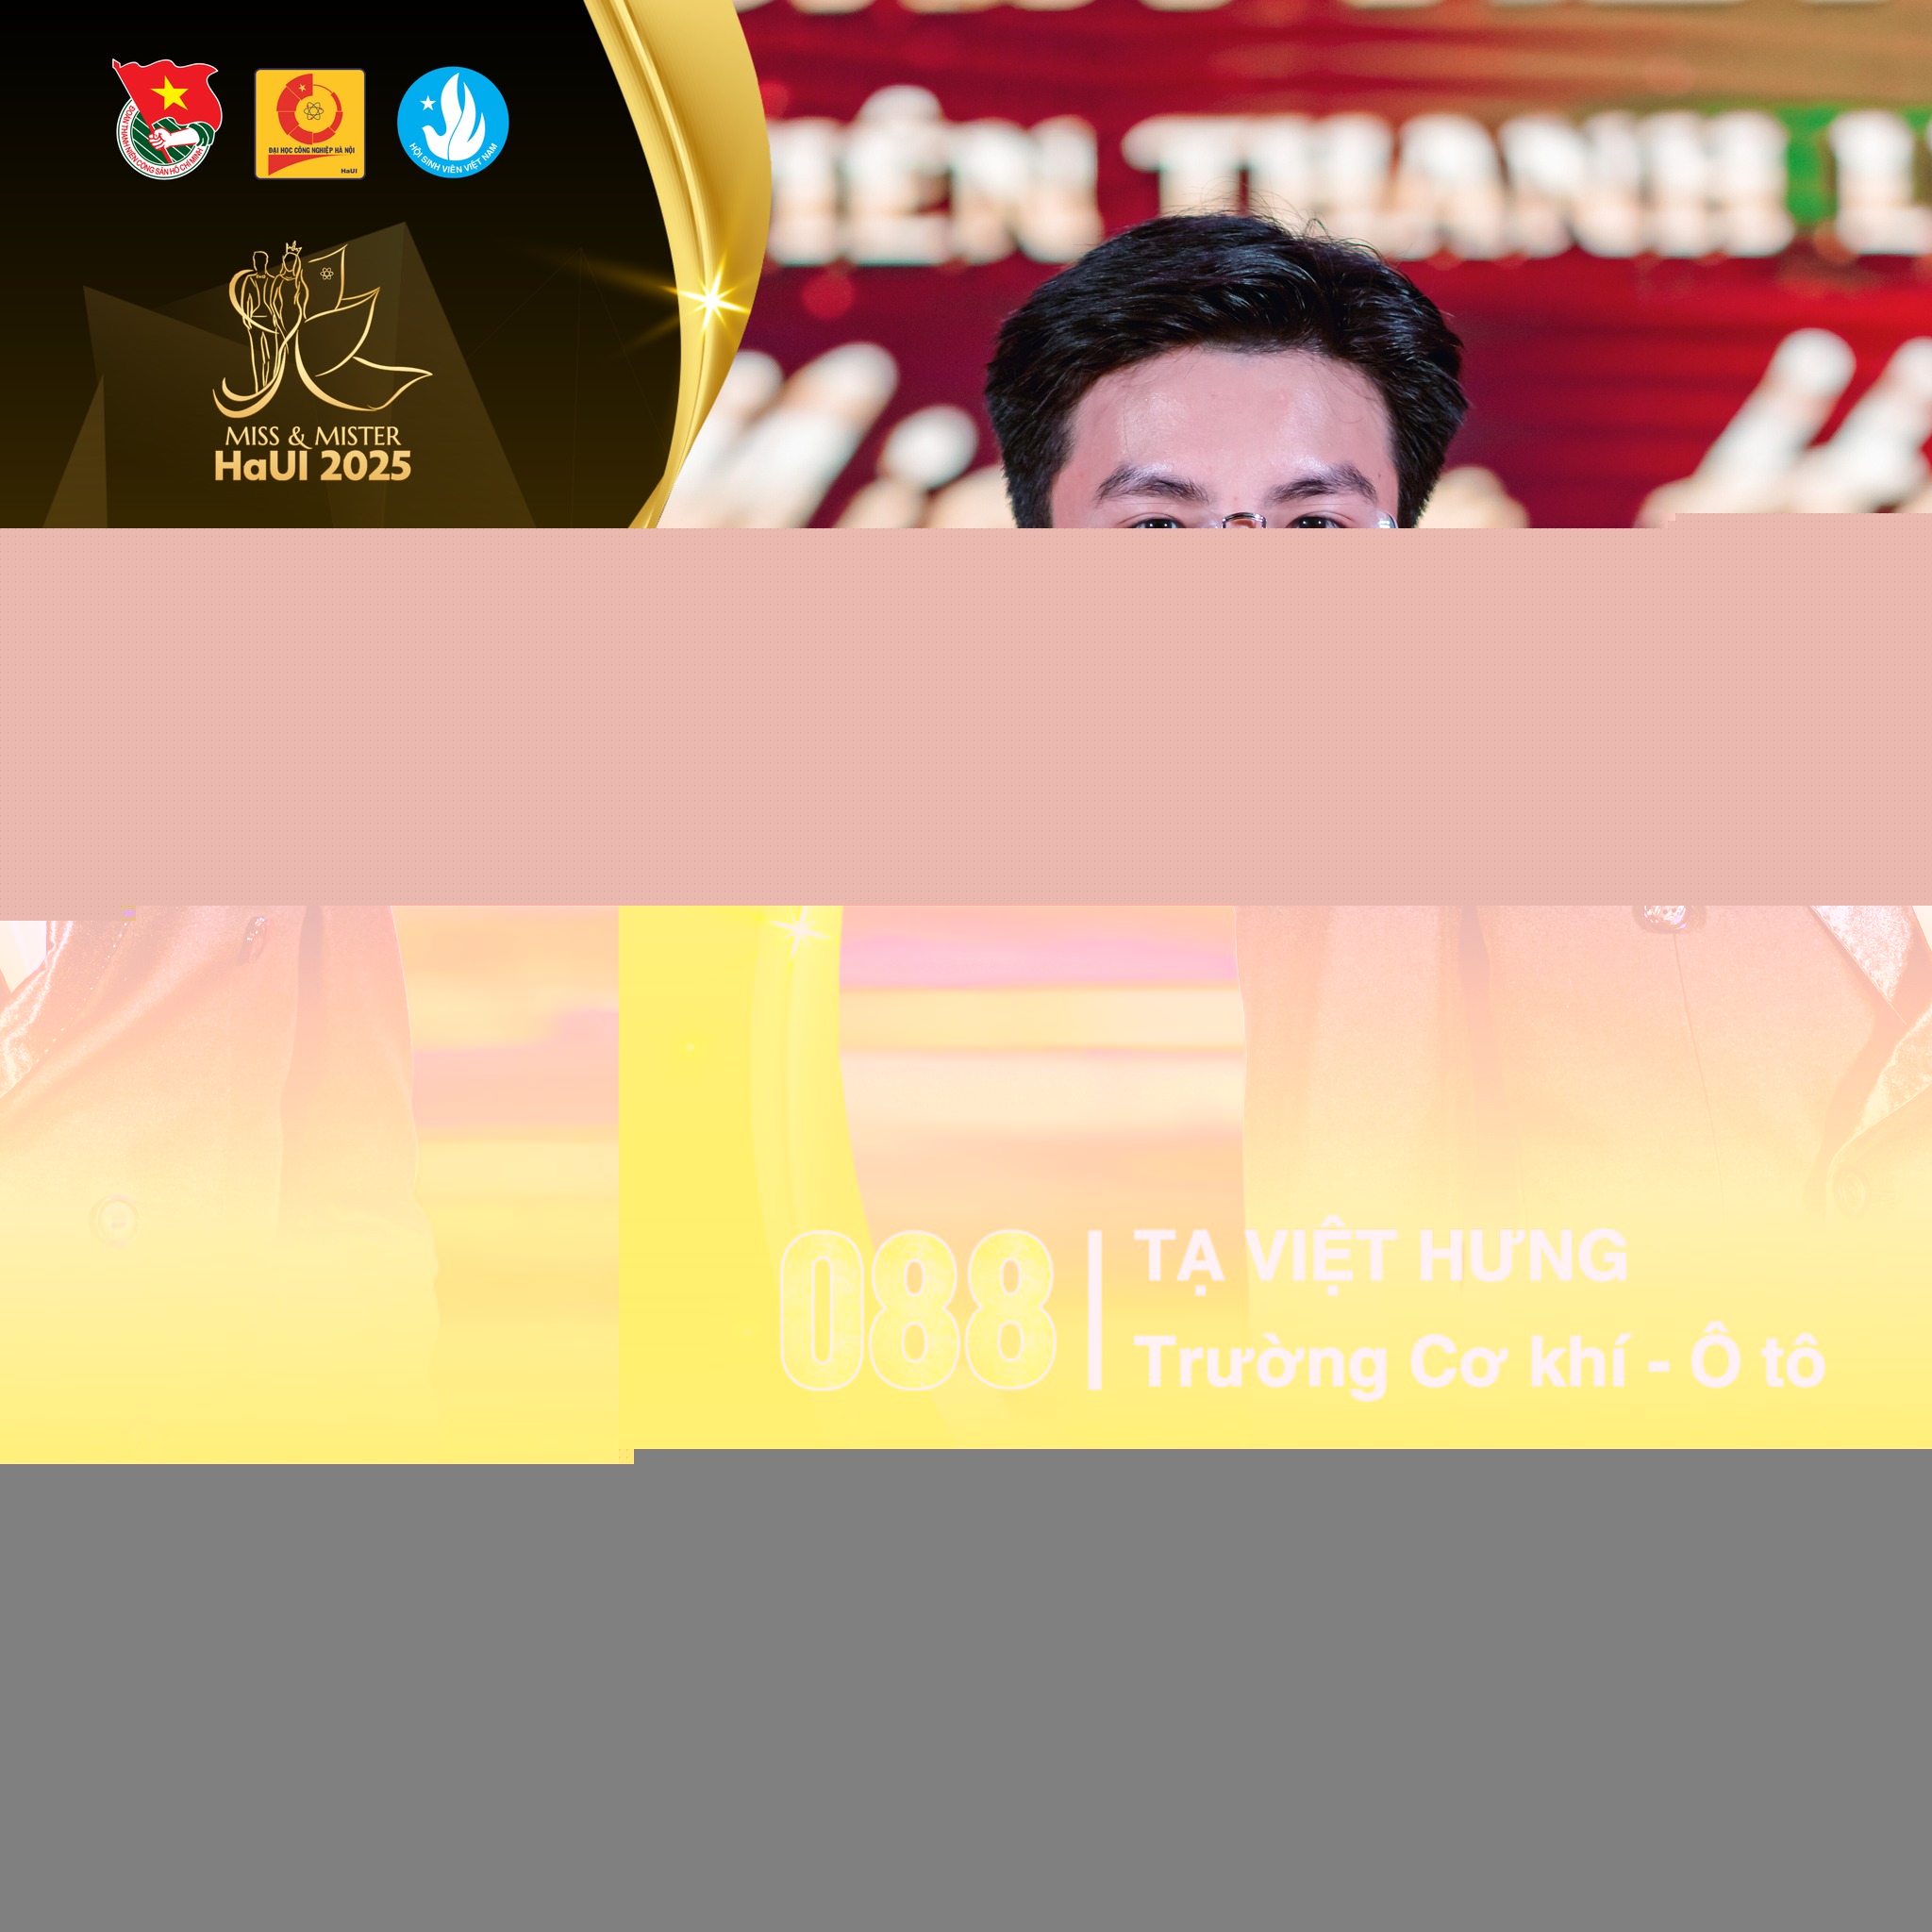 ĐOÀN THANH NIÊN CỘNG SẢN HỒ CHÍ MINH
ĐẠI HỌC CÔNG NGHIỆP HÀ NỘI
HaUI
HỘI SINH VIÊN VIỆT NAM
THANH
MISS & MISTER
HaUI 2025
088
TẠ VIỆT HƯNG
Trường Cơ khí - Ô tô